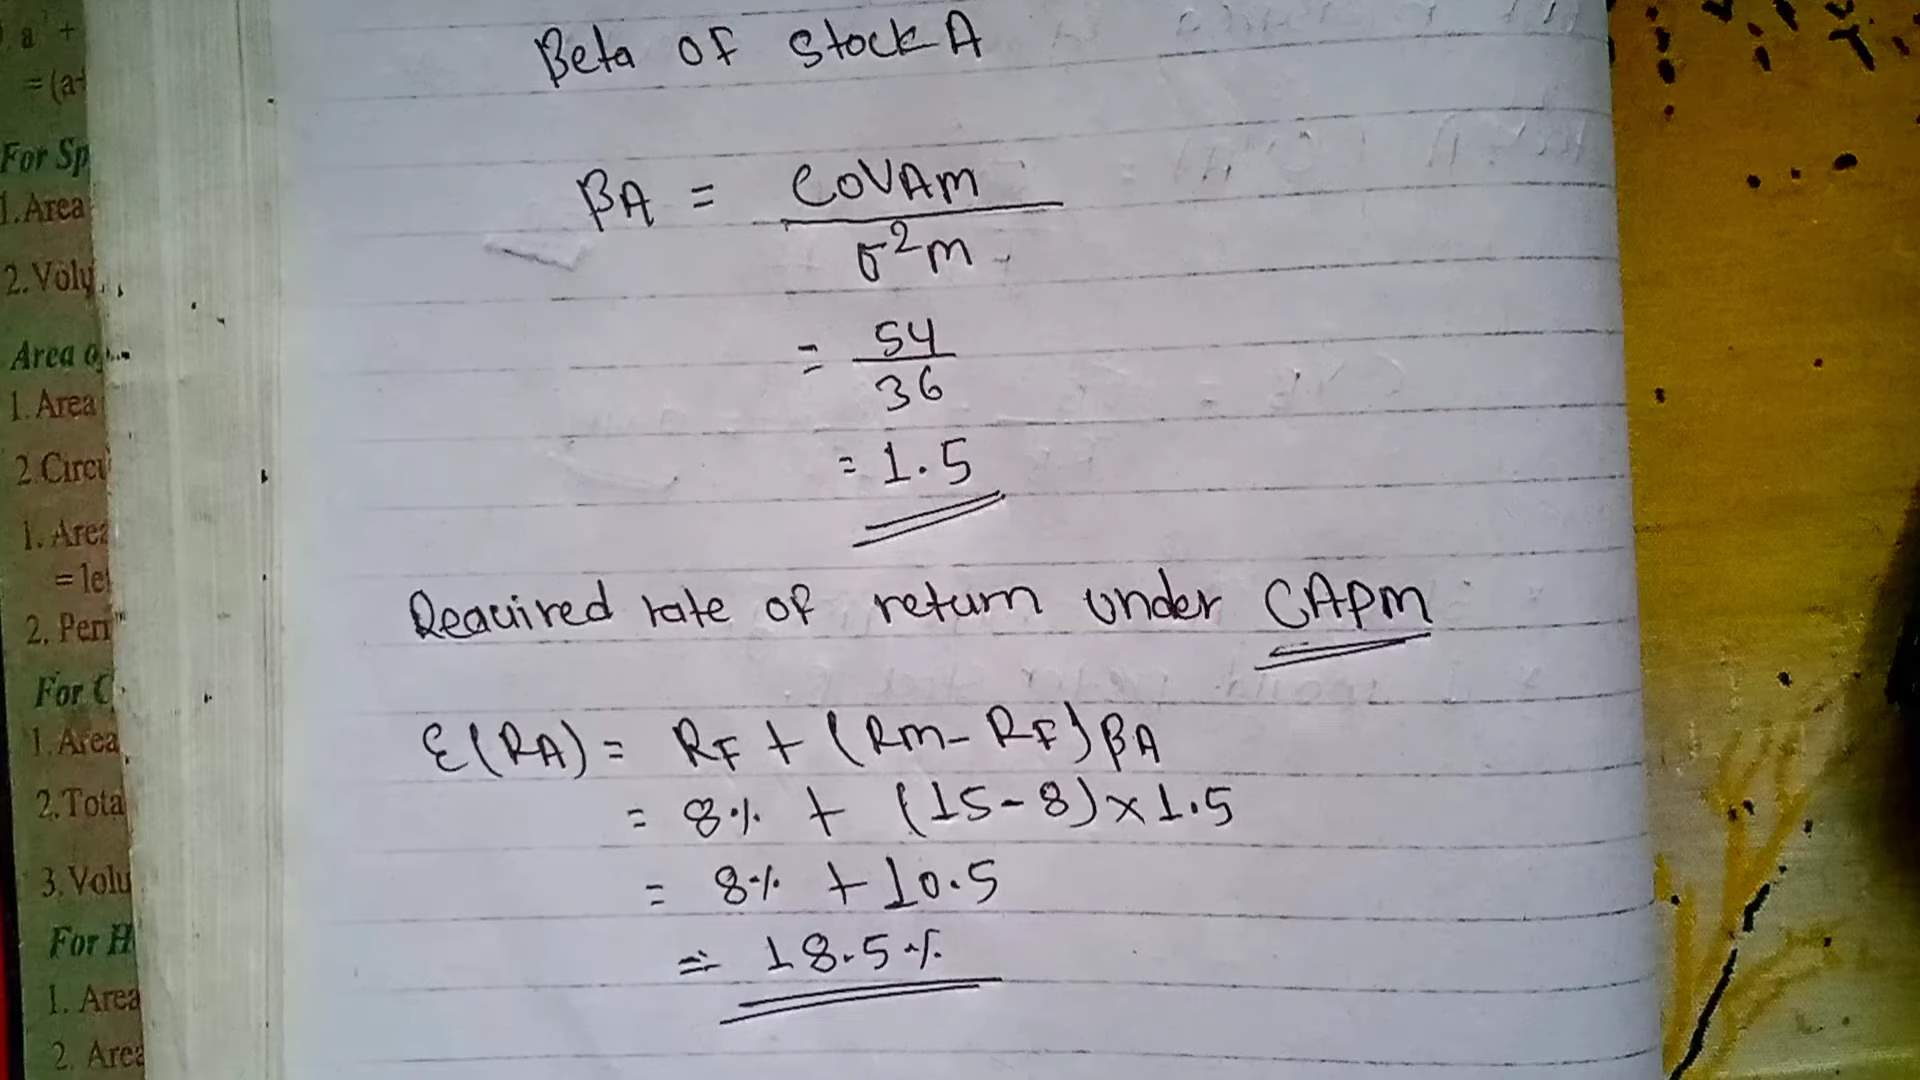 Beta OF Stock A
βA = COVAM
σ²m
= 54
36
= 1.5
Required rate of return under CAPM
E(RA) = RF + (Rm - RF) βA
= 8% + (15-8) × 1.5
= 8% + 10.5
= 18.5%
= (a+
For Sp
1. Area
2. Volu
Area o
1. Area
2. Circu
1. Area
= le
2. Peri
For C
1. Area
2. Tota
3. Volu
For H
1. Area
2. Area